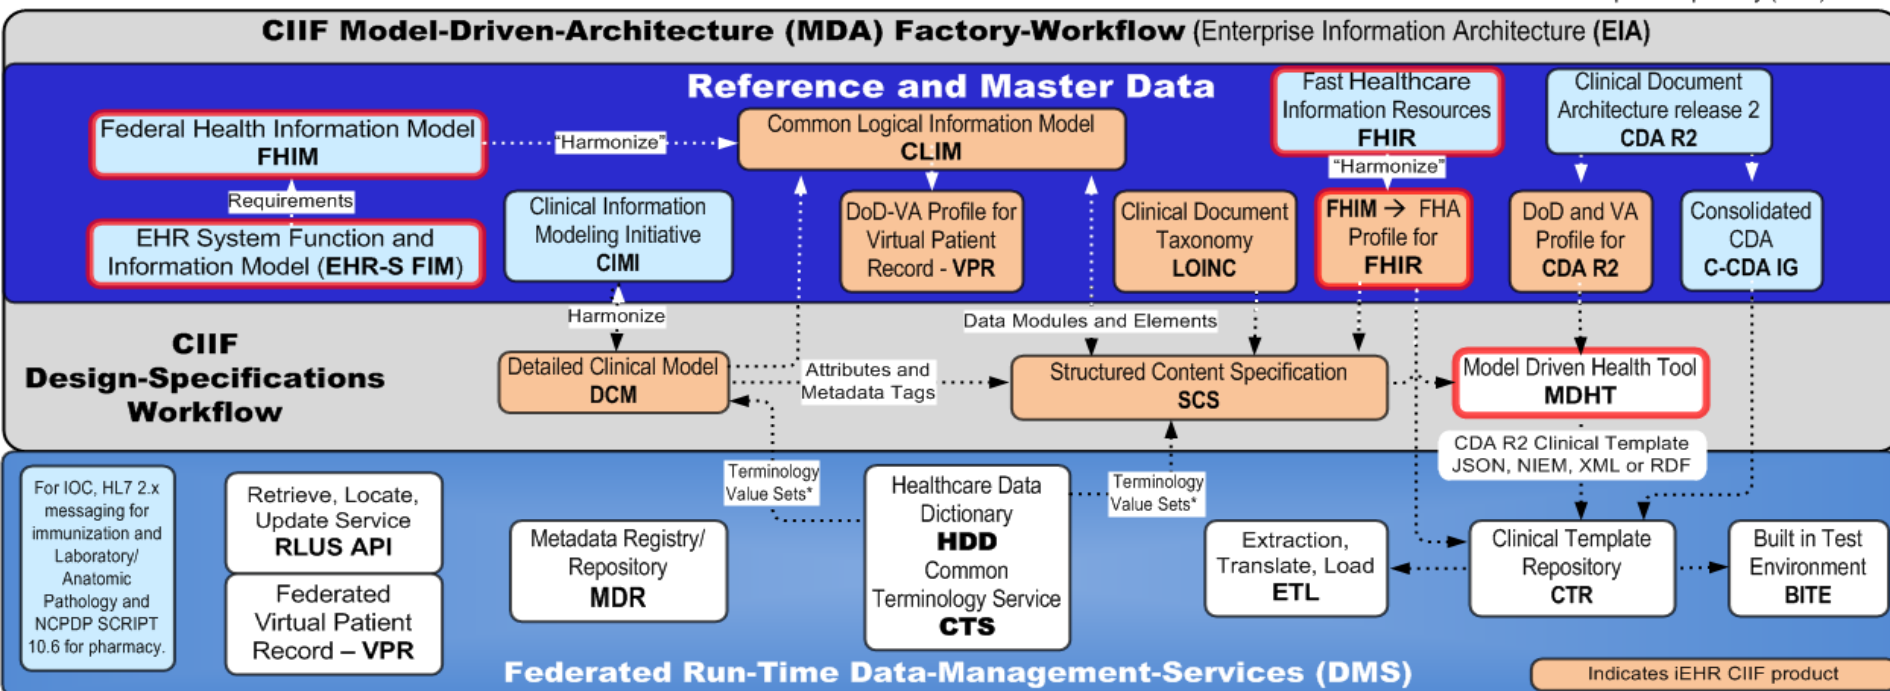 CIIF Model-Driven-Architecture (MDA) Factory-Workflow (Enterprise Information Architecture (EIA)
Reference and Master Data
Federal Health Information Model
FHIM
"Harmonize"
Common Logical Information Model
CLIM
Fast Healthcare
Information Resources
FHIR
Clinical Document
Architecture release 2
CDA R2
"Harmonize"
Requirements
EHR System Function and
Information Model (EHR-S FIM)
Clinical Information
Modeling Initiative
CIMI
DoD-VA Profile for
Virtual Patient
Record - VPR
Clinical Document
Taxonomy
LOINC
FHIM → FHA
Profile for
FHIR
DoD and VA
Profile for
CDA R2
Consolidated
CDA
C-CDA IG
Harmonize
Data Modules and Elements
CIIF
Design-Specifications
Workflow
Detailed Clinical Model
DCM
Attributes and
Metadata Tags
Structured Content Specification
SCS
Model Driven Health Tool
MDHT
CDA R2 Clinical Template
JSON, NIEM, XML or RDF
For IOC, HL7 2.x
messaging for
immunization and
Laboratory/
Anatomic
Pathology and
NCPDP SCRIPT
10.6 for pharmacy.
Retrieve, Locate,
Update Service
RLUS API
Federated
Virtual Patient
Record – VPR
Metadata Registry/
Repository
MDR
Terminology
Value Sets*
Healthcare Data
Dictionary
HDD
Common
Terminology Service
CTS
Terminology
Value Sets*
Extraction,
Translate, Load
ETL
Clinical Template
Repository
CTR
Built in Test
Environment
BITE
Federated Run-Time Data-Management-Services (DMS)
Indicates iEHR CIIF product